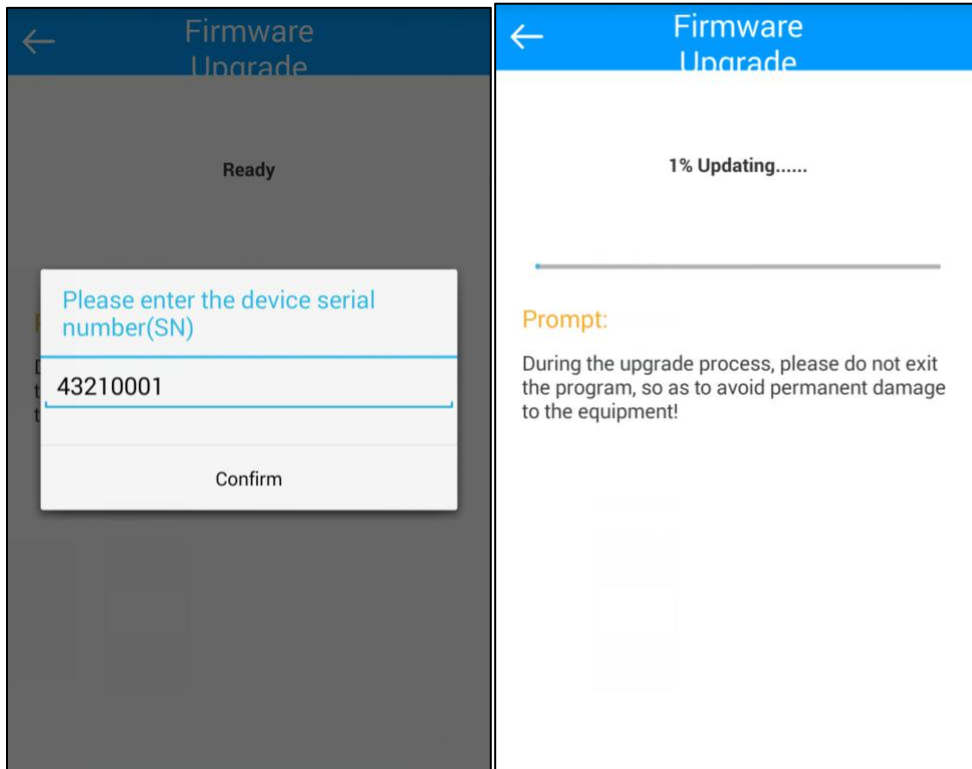 Firmware
Upgrade
Ready
Please enter the device serial
number(SN)
43210001
Confirm
Firmware
Upgrade
1% Updating......
Prompt:
During the upgrade process, please do not exit
the program, so as to avoid permanent damage
to the equipment!